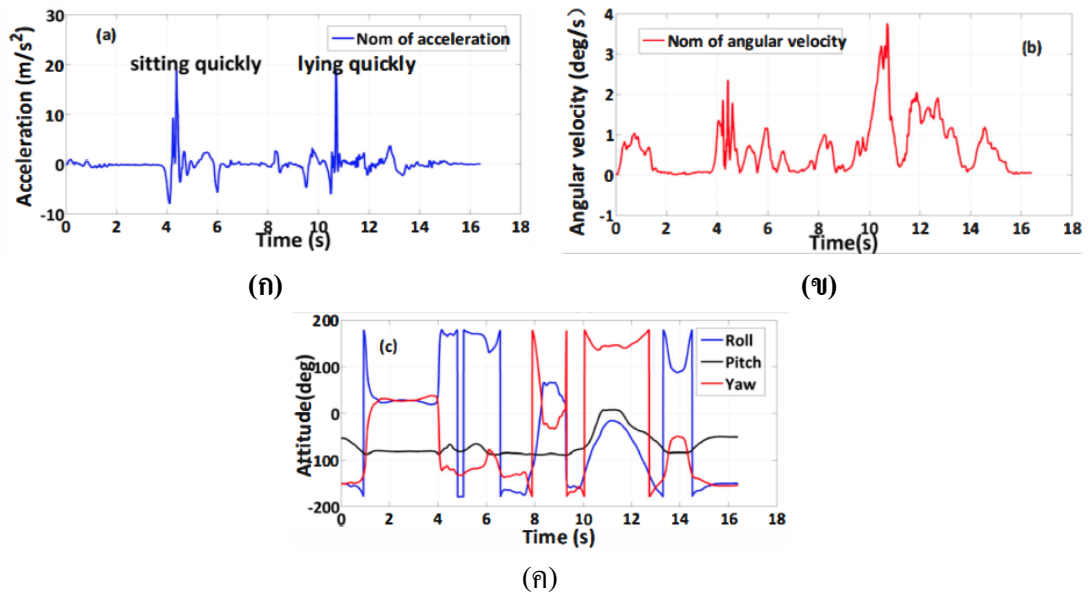 (a)
Nom of acceleration
sitting quickly lying quickly
Acceleration (m/s²)
30
20
10
0
-10
0 2 4 6 8 10 12 14 16 18
Time (s)
(ก)
Nom of angular velocity
(b)
Angular velocity (deg/s)
4
3
2
1
0
-1
0 2 4 6 8 10 12 14 16 18
Time(s)
(ข)
(c)
Roll
Pitch
Yaw
Attitude(deg)
200
100
0
-100
-200
0 2 4 6 8 10 12 14 16 18
Time (s)
(ค)